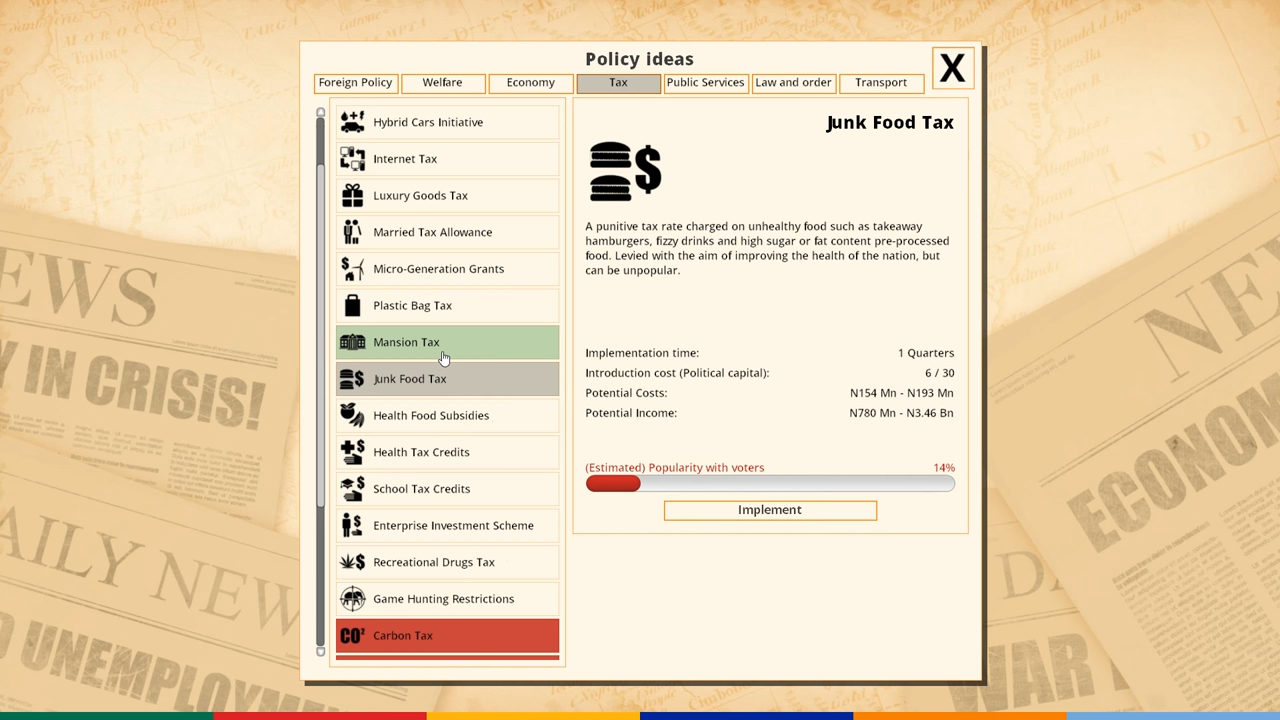 Policy ideas
X
Foreign Policy
Welfare
Economy
Tax
Public Services
Law and order
Transport
Hybrid Cars Initiative
Internet Tax
Luxury Goods Tax
Married Tax Allowance
Micro-Generation Grants
Plastic Bag Tax
Mansion Tax
Junk Food Tax
Health Food Subsidies
Health Tax Credits
School Tax Credits
Enterprise Investment Scheme
Recreational Drugs Tax
Game Hunting Restrictions
CO² Carbon Tax
Junk Food Tax
A punitive tax rate charged on unhealthy food such as takeaway
hamburgers, fizzy drinks and high sugar or fat content pre-processed
food. Levied with the aim of improving the health of the nation, but
can be unpopular.
Implementation time: 1 Quarters
Introduction cost (Political capital): 6 / 30
Potential Costs: N154 Mn - N193 Mn
Potential Income: N780 Mn - N3.46 Bn
(Estimated) Popularity with voters 14%
Implement
EWS
Y IN CRISIS!
AILY NEW
UNEMPLOYM
NE
ECONOM
DA
WAR